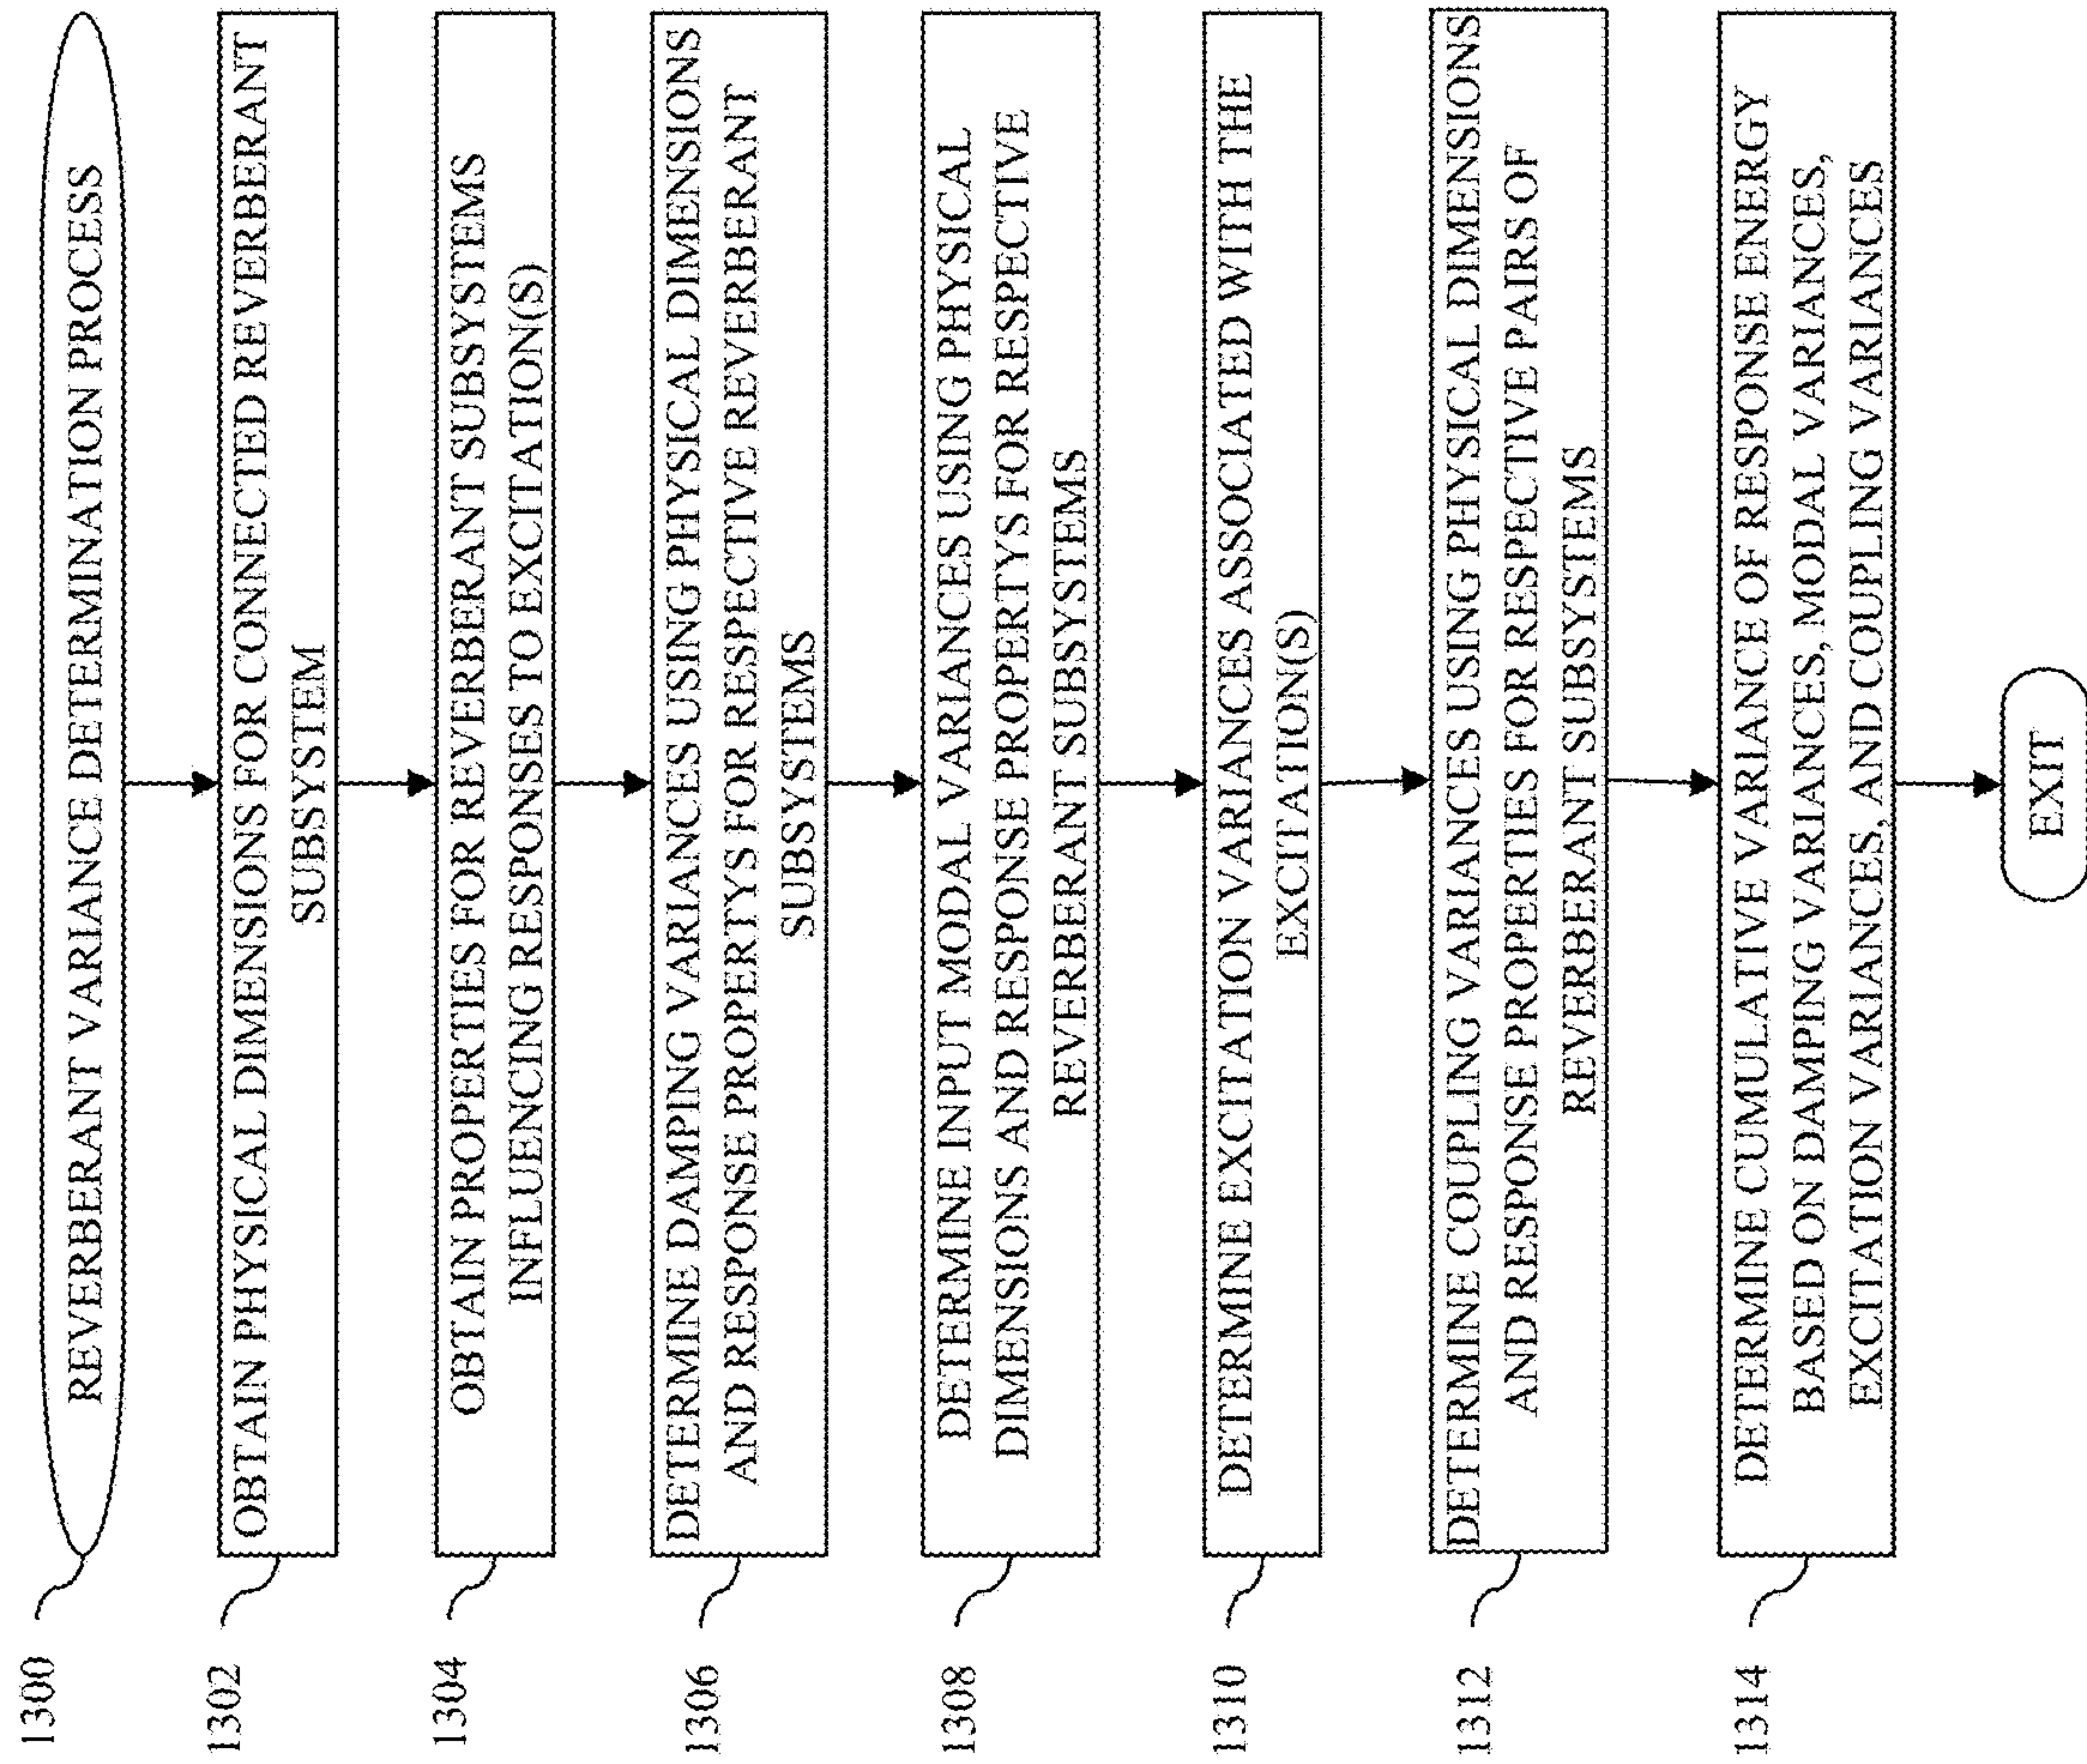 1300
REVERBERANT VARIANCE DETERMINATION PROCESS
1302
OBTAIN PHYSICAL DIMENSIONS FOR CONNECTED REVERBERANT
SUBSYSTEM
1304
OBTAIN PROPERTIES FOR REVERBERANT SUBSYSTEMS
INFLUENCING RESPONSES TO EXCITATION(S)
1306
DETERMINE DAMPING VARIANCES USING PHYSICAL DIMENSIONS
AND RESPONSE PROPERTYS FOR RESPECTIVE REVERBERANT
SUBSYSTEMS
1308
DETERMINE INPUT MODAL VARIANCES USING PHYSICAL
DIMENSIONS AND RESPONSE PROPERTYS FOR RESPECTIVE
REVERBERANT SUBSYSTEMS
1310
DETERMINE EXCITATION VARIANCES ASSOCIATED WITH THE
EXCITATION(S)
1312
DETERMINE COUPLING VARIANCES USING PHYSICAL DIMENSIONS
AND RESPONSE PROPERTIES FOR RESPECTIVE PAIRS OF
REVERBERANT SUBSYSTEMS
1314
DETERMINE CUMULATIVE VARIANCE OF RESPONSE ENERGY
BASED ON DAMPING VARIANCES, MODAL VARIANCES,
EXCITATION VARIANCES, AND COUPLING VARIANCES
EXIT